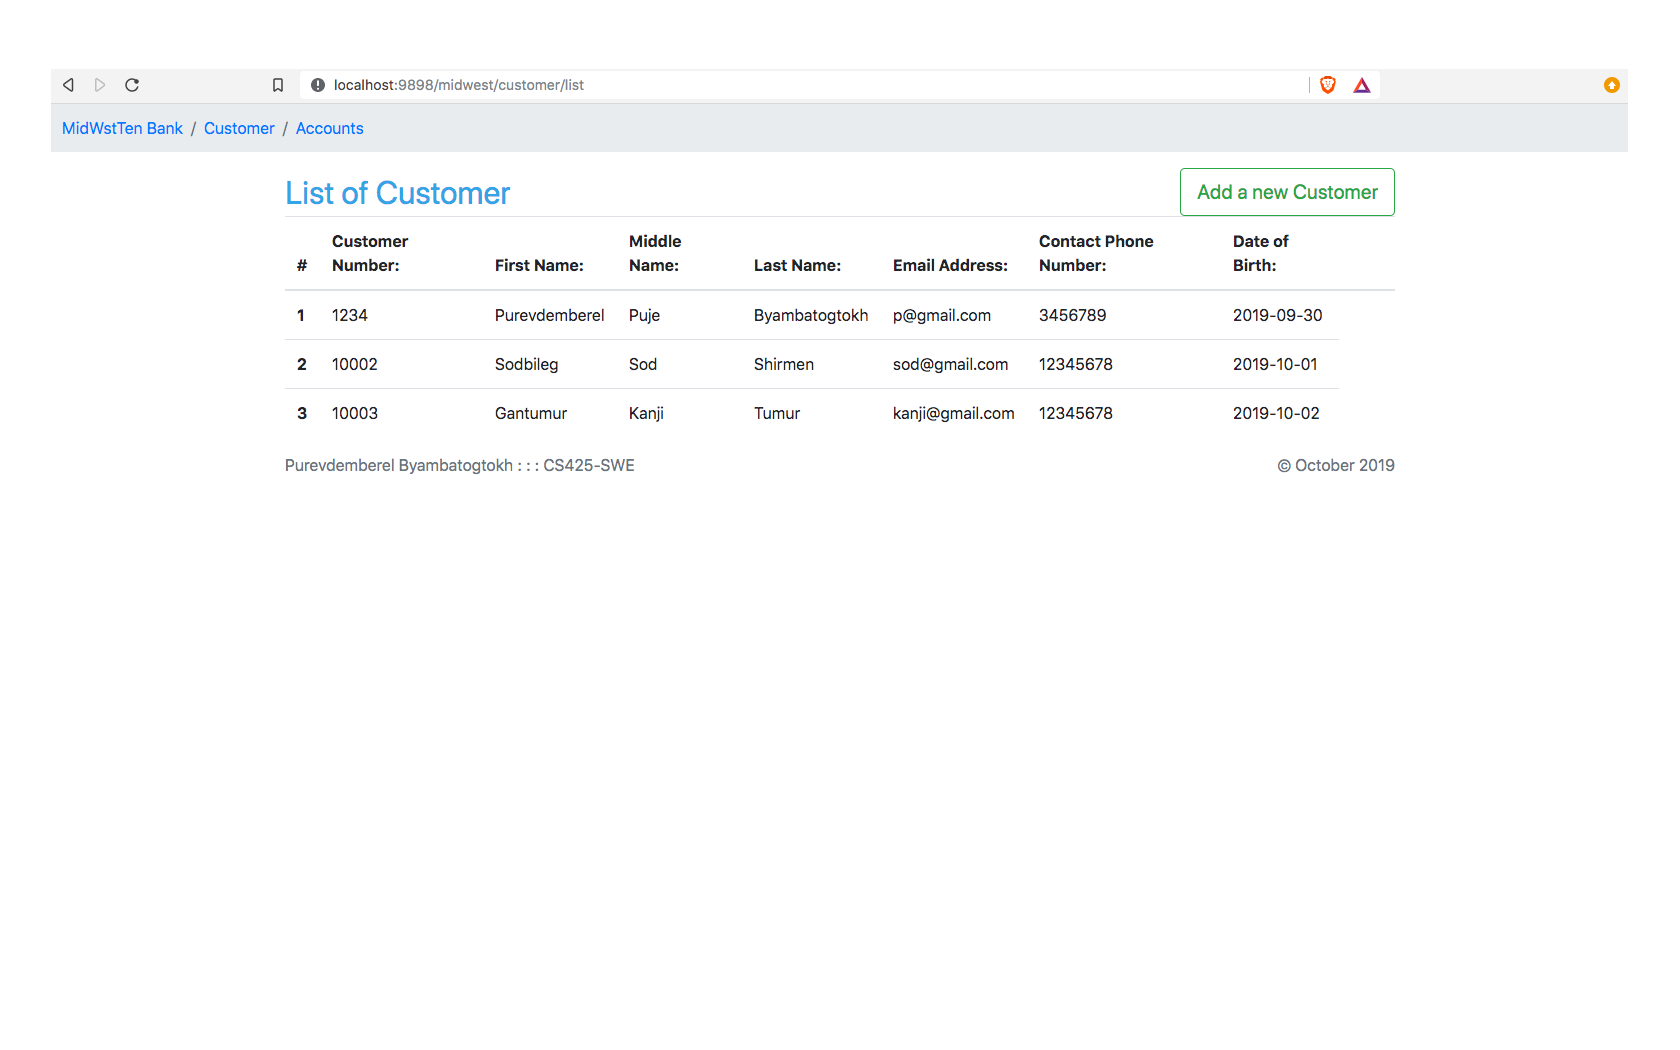 localhost:9898/midwest/customer/list
MidWstTen Bank / Customer / Accounts
List of Customer Add a new Customer
# Customer Number: First Name: Middle Name: Last Name: Email Address: Contact Phone Number: Date of Birth:
1 1234 Purevdemberel Puje Byambatogtokh p@gmail.com 3456789 2019-09-30
2 10002 Sodbileg Sod Shirmen sod@gmail.com 12345678 2019-10-01
3 10003 Gantumur Kanji Tumur kanji@gmail.com 12345678 2019-10-02
Purevdemberel Byambatogtokh : : : CS425-SWE © October 2019